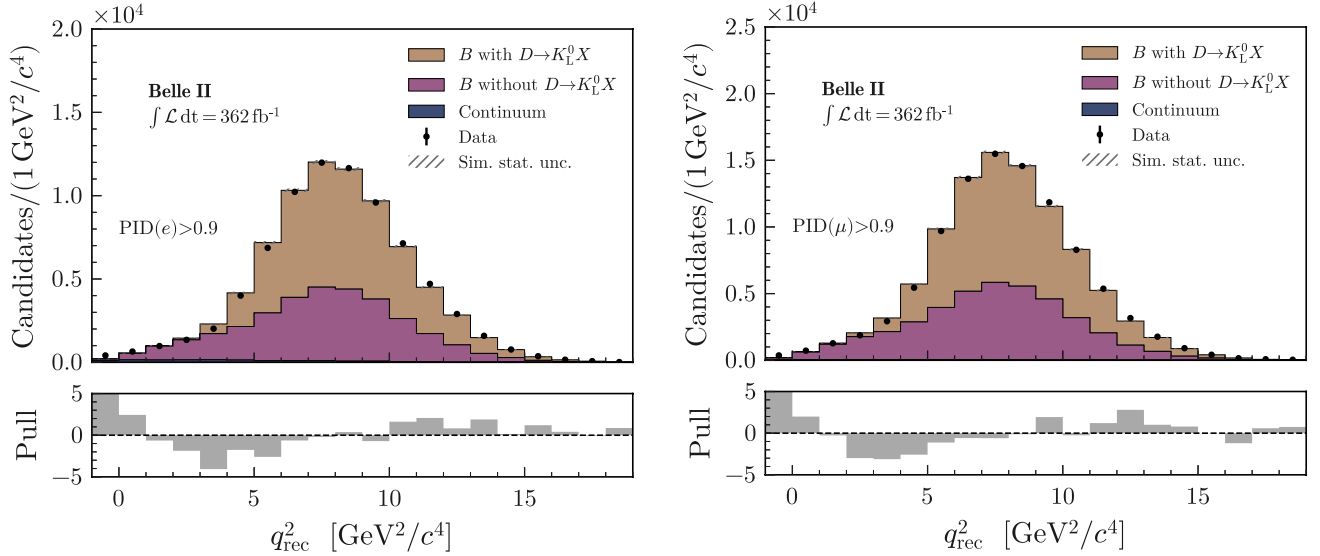 ×10⁴
2.0
1.5
1.0
0.5
0.0
Candidates/(1 GeV²/c⁴)
Belle II
∫ 𝓛 dt = 362 fb⁻¹
PID(e)>0.9
B with D→K⁰_L X
B without D→K⁰_L X
Continuum
Data
Sim. stat. unc.
5
0
−5
Pull
0 5 10 15
q²_rec [GeV²/c⁴]
×10⁴
2.5
2.0
1.5
1.0
0.5
0.0
Candidates/(1 GeV²/c⁴)
Belle II
∫ 𝓛 dt = 362 fb⁻¹
PID(μ)>0.9
B with D→K⁰_L X
B without D→K⁰_L X
Continuum
Data
Sim. stat. unc.
5
0
−5
Pull
0 5 10 15
q²_rec [GeV²/c⁴]